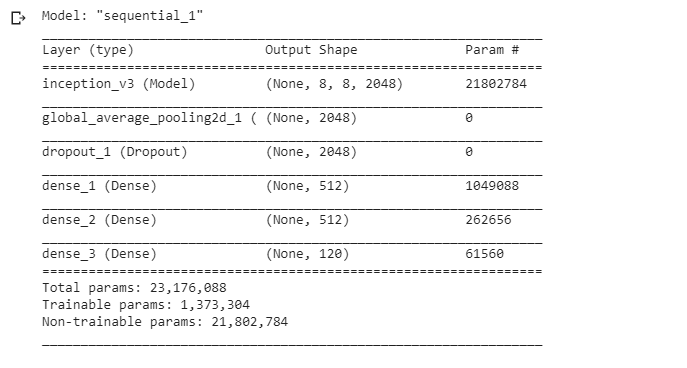 Model: "sequential_1"
Layer (type) Output Shape Param #
inception_v3 (Model) (None, 8, 8, 2048) 21802784
global_average_pooling2d_1 ( (None, 2048) 0
dropout_1 (Dropout) (None, 2048) 0
dense_1 (Dense) (None, 512) 1049088
dense_2 (Dense) (None, 512) 262656
dense_3 (Dense) (None, 120) 61560
Total params: 23,176,088
Trainable params: 1,373,304
Non-trainable params: 21,802,784